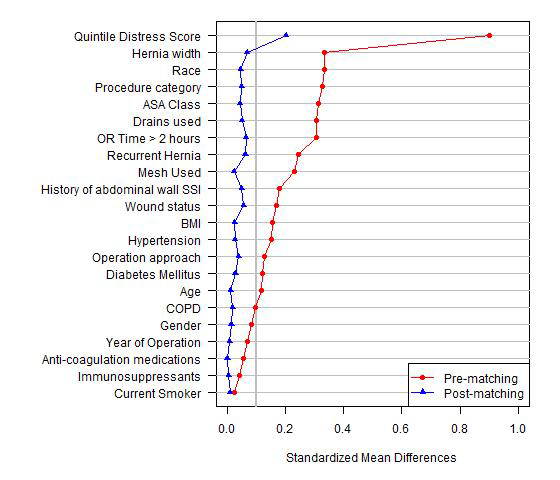 Quintile Distress Score
Hernia width
Race
Procedure category
ASA Class
Drains used
OR Time > 2 hours
Recurrent Hernia
Mesh Used
History of abdominal wall SSI
Wound status
BMI
Hypertension
Operation approach
Diabetes Mellitus
Age
COPD
Gender
Year of Operation
Anti-coagulation medications
Immunosuppressants
Current Smoker
Pre-matching
Post-matching
0.0 0.2 0.4 0.6 0.8 1.0
Standardized Mean Differences